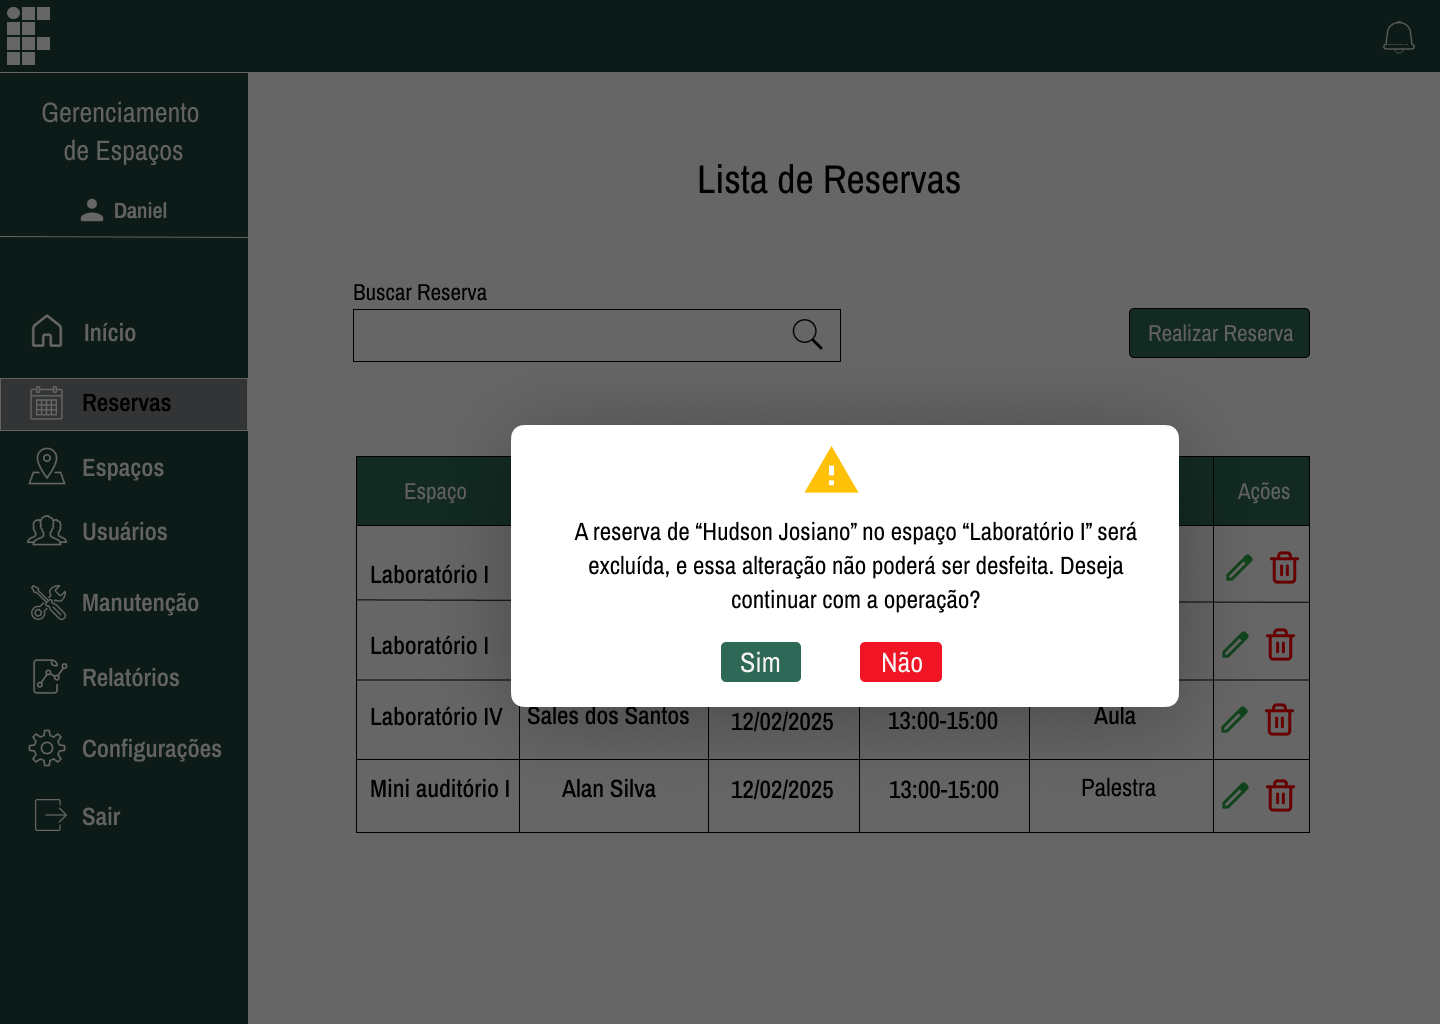 Gerenciamento
de Espaços
Daniel
Início
Reservas
Espaços
Usuários
Manutenção
Relatórios
Configurações
Sair
Lista de Reservas
Buscar Reserva
Realizar Reserva
Espaço Ações
A reserva de “Hudson Josiano” no espaço “Laboratório I” será
excluída, e essa alteração não poderá ser desfeita. Deseja
continuar com a operação?
Sim Não
Laboratório I
Laboratório I
Laboratório IV Sales dos Santos 12/02/2025 13:00-15:00 Aula
Mini auditório I Alan Silva 12/02/2025 13:00-15:00 Palestra